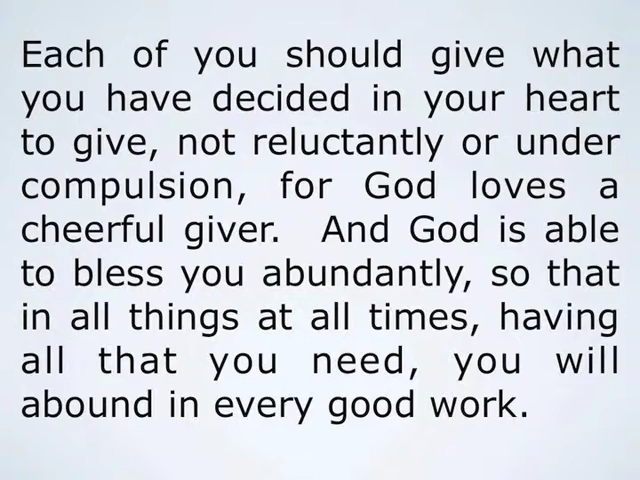 Each of you should give what
you have decided in your heart
to give, not reluctantly or under
compulsion, for God loves a
cheerful giver.  And God is able
to bless you abundantly, so that
in all things at all times, having
all that you need, you will
abound in every good work.